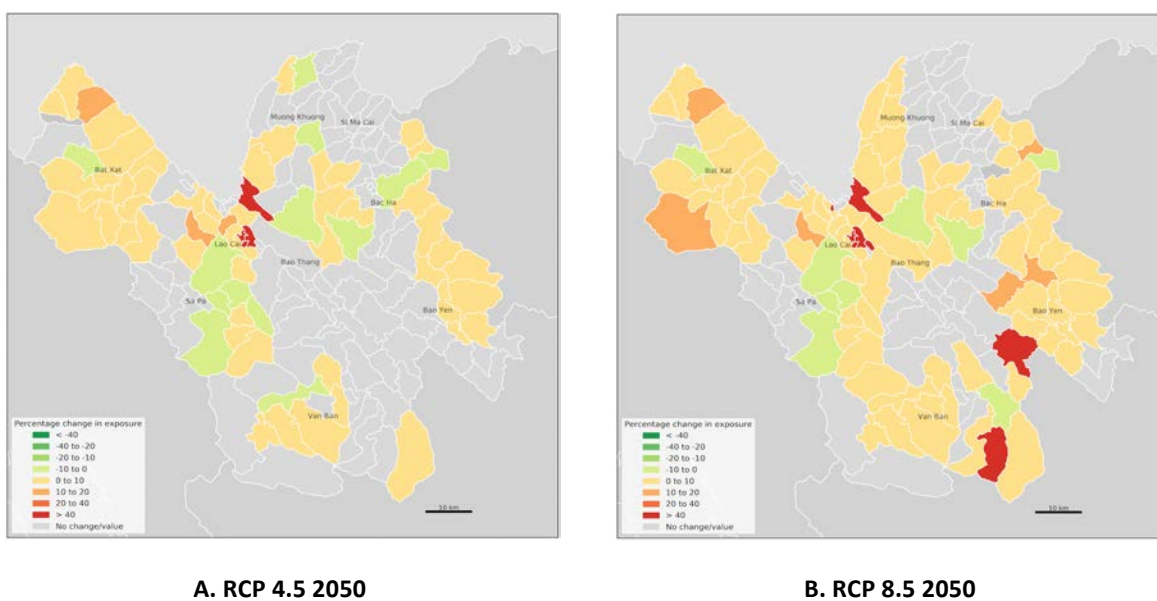 Muong Khuong
Si Ma Cai
Bat Xat
Bac Ha
Lao Cai
Bao Thang
Sa Pa
Bao Yen
Van Ban
Percentage change in exposure
< -40
-40 to -20
-20 to -10
-10 to 0
0 to 10
10 to 20
20 to 40
> 40
No change/value
10 km
Muong Khuong
Si Ma Cai
Bat Xat
Bac Ha
Lao Cai
Bao Thang
Sa Pa
Bao Yen
Van Ban
Percentage change in exposure
< -40
-40 to -20
-20 to -10
-10 to 0
0 to 10
10 to 20
20 to 40
> 40
No change/value
10 km
A. RCP 4.5 2050
B. RCP 8.5 2050